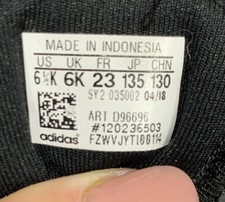 MADE IN INDONESIA
US UK FR JP CHN
6½K 6K 23 135 130
SY2 035002 04/18
ART D96696
#120236503
adidas FZWVJYTI00114